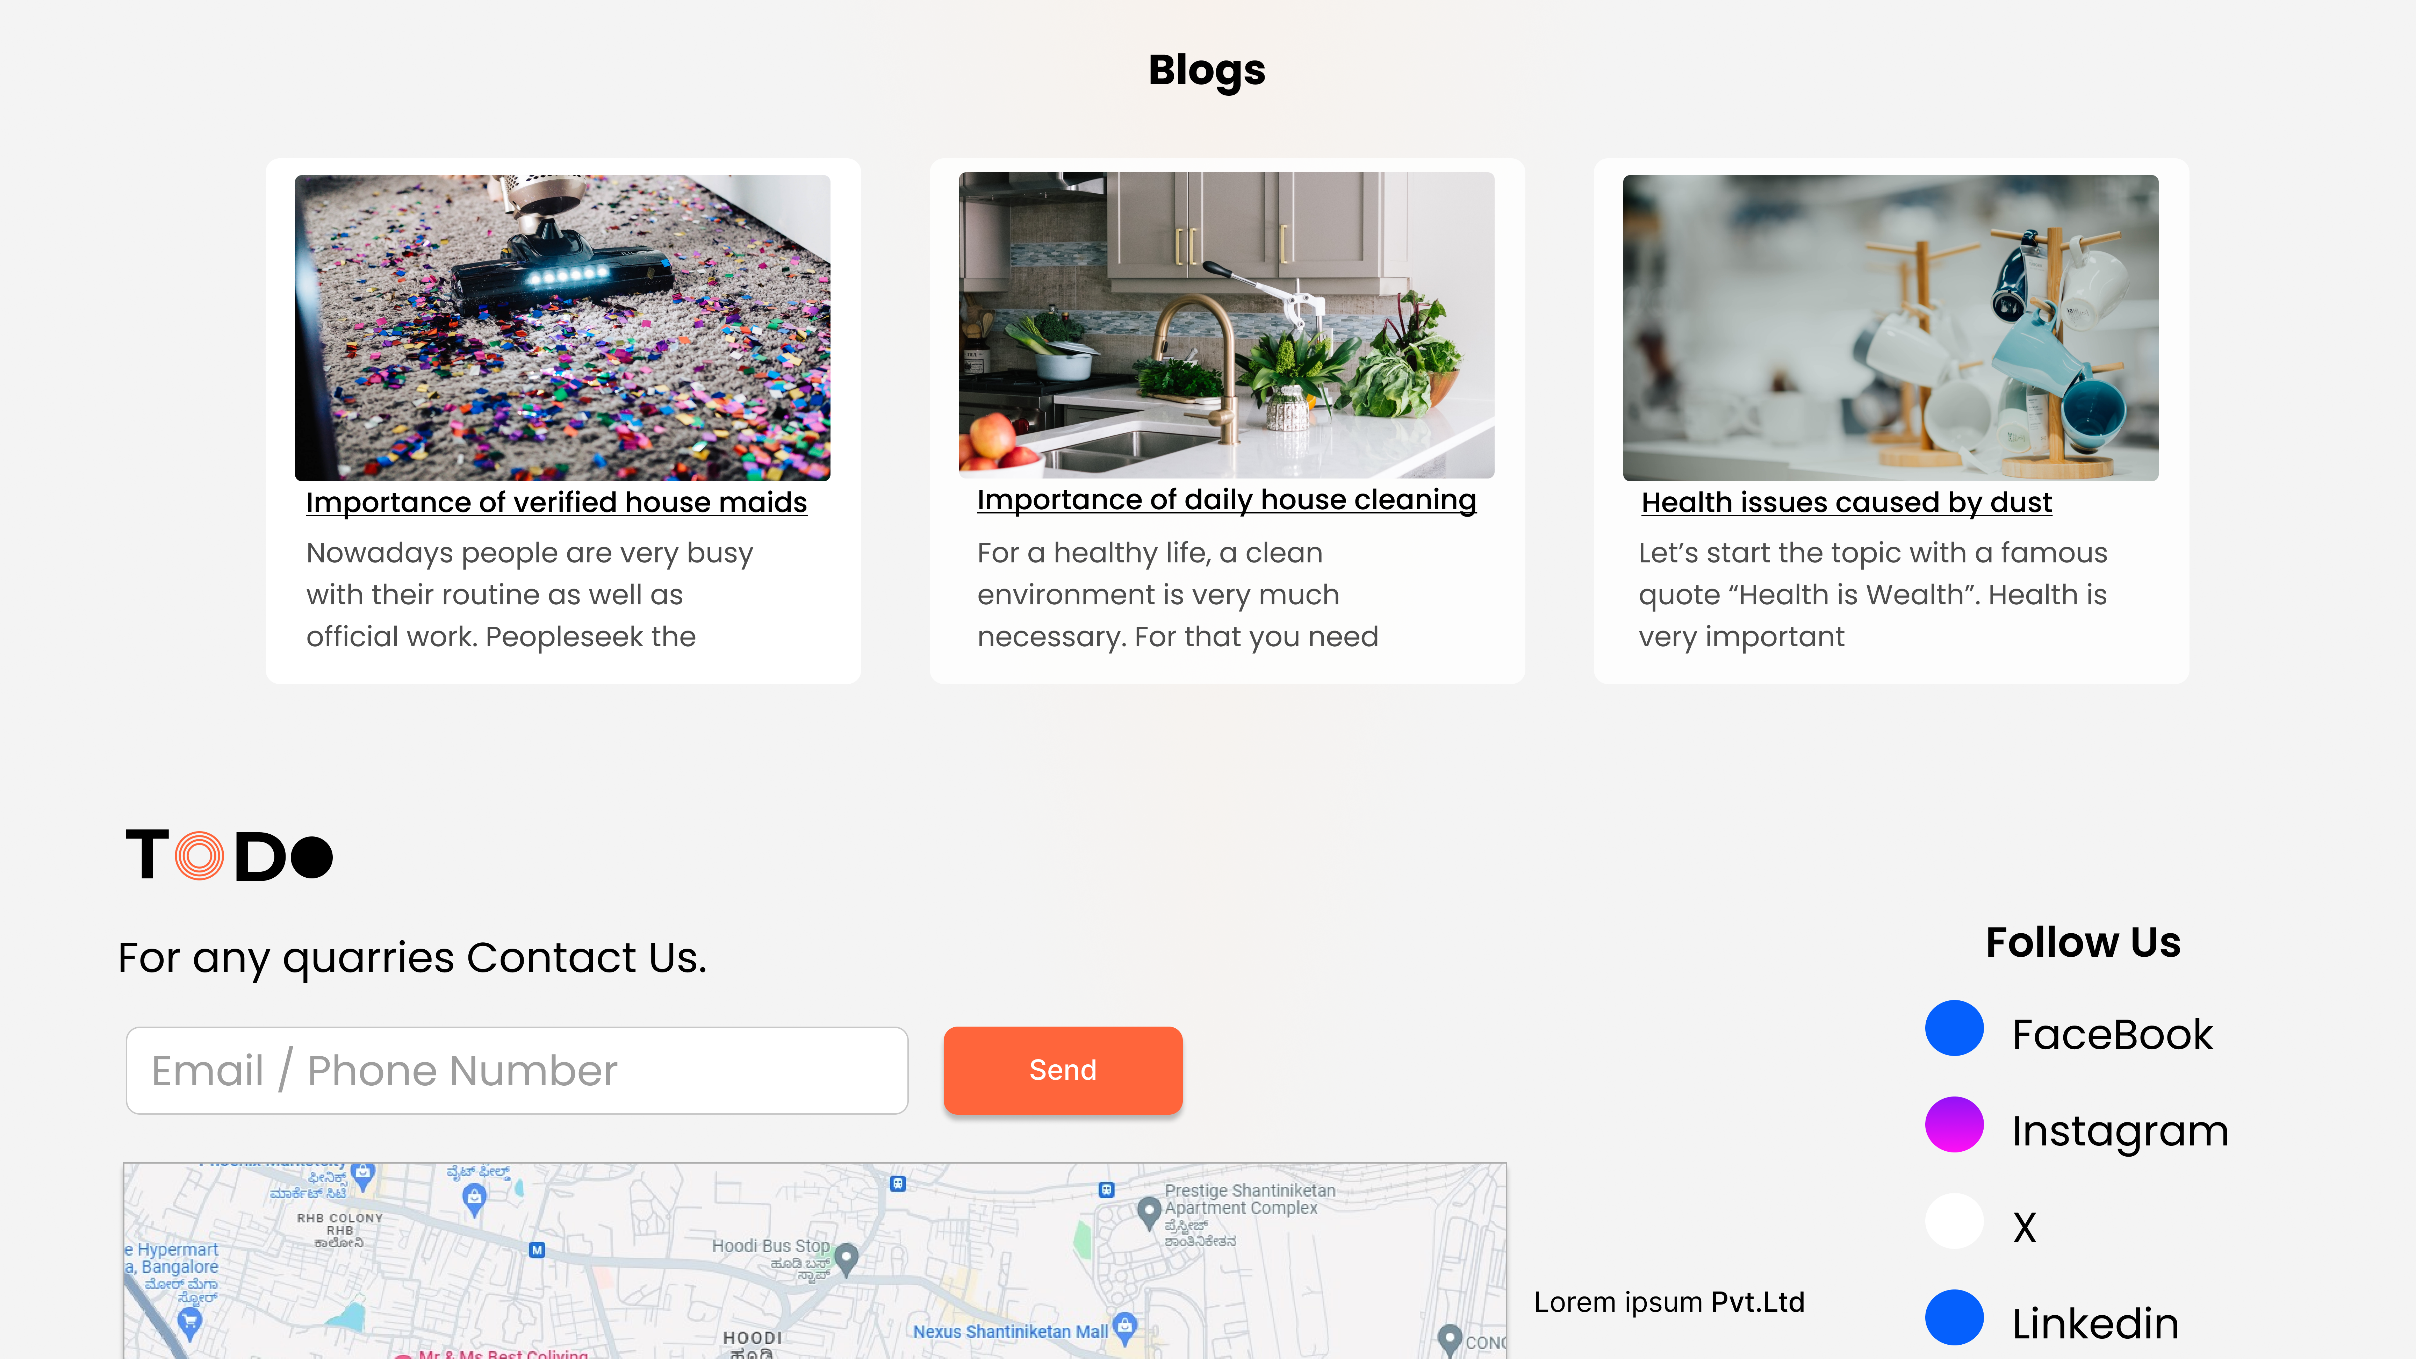 Blogs
Importance of verified house maids
Nowadays people are very busy
with their routine as well as
official work. Peopleseek the
Importance of daily house cleaning
For a healthy life, a clean
environment is very much
necessary. For that you need
Health issues caused by dust
Let’s start the topic with a famous
quote “Health is Wealth”. Health is
very important
TODO
For any quarries Contact Us.
Email / Phone Number
Send
Follow Us
FaceBook
Instagram
X
Linkedin
ಫೀನಿಕ್ಸ್
ಮಾರ್ಕೆಟ್ ಸಿಟಿ
ವೈಟ್ ಫೀಲ್ಡ್
RHB COLONY
RHB
ಕಾಲೋನಿ
e Hypermart
a, Bangalore
ಮೋರ್ ಮೆಗಾ
ಸ್ಟೋರ್
M
Hoodi Bus Stop
ಹೂಡಿ ಬಸ್
ಸ್ಟಾಪ್
Prestige Shantiniketan
Apartment Complex
ಪ್ರೆಸ್ಟೀಜ್
ಶಾಂತಿನಿಕೇತನ
HOODI
ಹೂಡಿ
Nexus Shantiniketan Mall
CONC
Mr & Ms Best Coliving
Lorem ipsum Pvt.Ltd